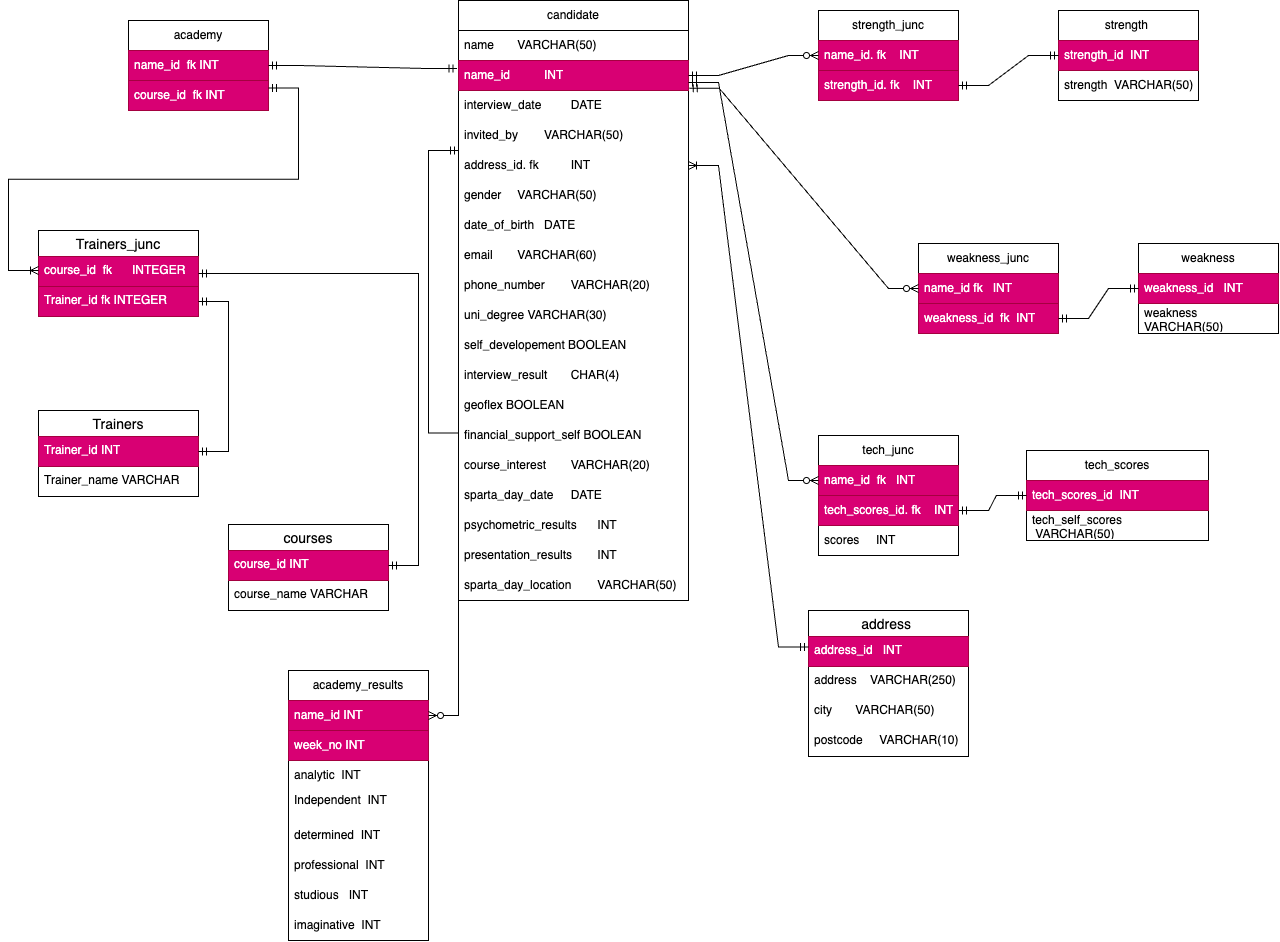 academy
name_id fk INT
course_id fk INT
candidate
name VARCHAR(50)
name_id INT
interview_date DATE
invited_by VARCHAR(50)
address_id. fk INT
gender VARCHAR(50)
date_of_birth DATE
email VARCHAR(60)
phone_number VARCHAR(20)
uni_degree VARCHAR(30)
self_developement BOOLEAN
interview_result CHAR(4)
geoflex BOOLEAN
financial_support_self BOOLEAN
course_interest VARCHAR(20)
sparta_day_date DATE
psychometric_results INT
presentation_results INT
sparta_day_location VARCHAR(50)
strength_junc
name_id. fk INT
strength_id. fk INT
strength
strength_id INT
strength VARCHAR(50)
Trainers_junc
course_id fk INTEGER
Trainer_id fk INTEGER
weakness_junc
name_id fk INT
weakness_id fk INT
weakness
weakness_id INT
weakness
VARCHAR(50)
Trainers
Trainer_id INT
Trainer_name VARCHAR
tech_junc
name_id fk INT
tech_scores_id. fk INT
scores INT
tech_scores
tech_scores_id INT
tech_self_scores
VARCHAR(50)
courses
course_id INT
course_name VARCHAR
address
address_id INT
address VARCHAR(250)
city VARCHAR(50)
postcode VARCHAR(10)
academy_results
name_id INT
week_no INT
analytic INT
Independent INT
determined INT
professional INT
studious INT
imaginative INT